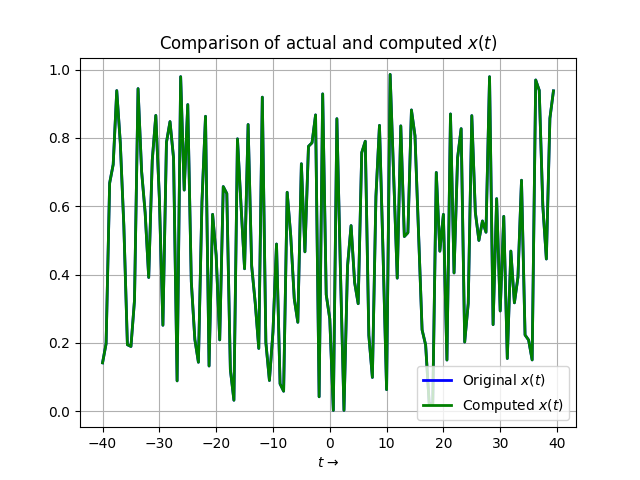 Comparison of actual and computed x(t)
1.0
0.8
0.6
0.4
0.2
0.0
Original x(t)
Computed x(t)
−40 −30 −20 −10 0 10 20 30 40
t →